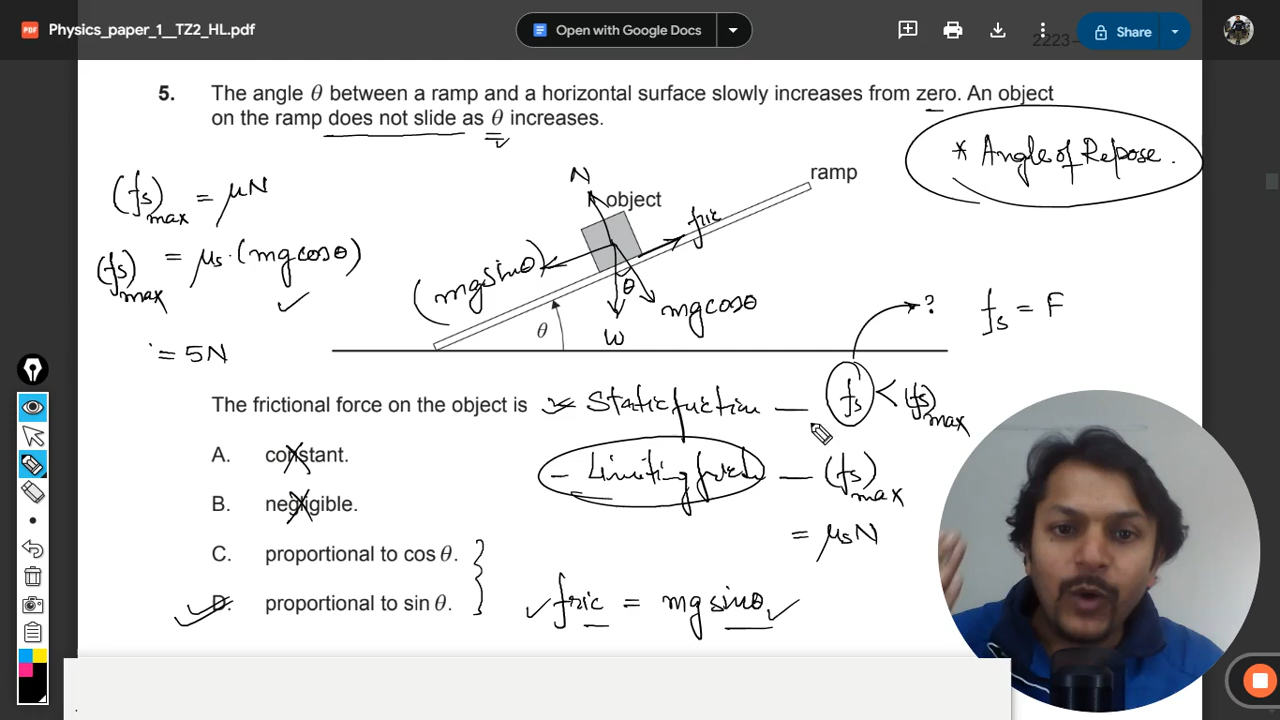 Physics_paper_1__TZ2_HL.pdf
Open with Google Docs
Share
2223
5. The angle θ between a ramp and a horizontal surface slowly increases from zero. An object
on the ramp does not slide as θ increases.
* Angle of Repose.
(fs)max = μN
(fs)max = μs.(mgcosθ)
= 5N
N
object
ramp
fric
(mgsinθ)
θ
mgcosθ
W
θ
? fs = F
The frictional force on the object is
Static friction — fs < (fs)max
A. constant.
- Limiting friction — (fs)max
B. negligible.
= μsN
C. proportional to cos θ.
D. proportional to sin θ.
fric = mg sinθ